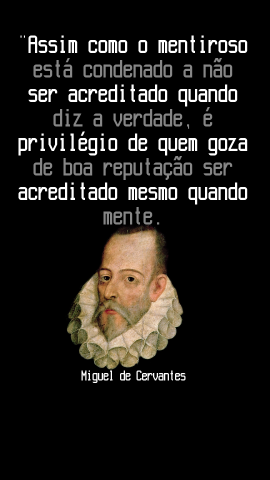 "Assim como o mentiroso
está condenado a não
ser acreditado quando
diz a verdade, é
privilégio de quem goza
de boa reputação ser
acreditado mesmo quando
mente.
Miguel de Cervantes